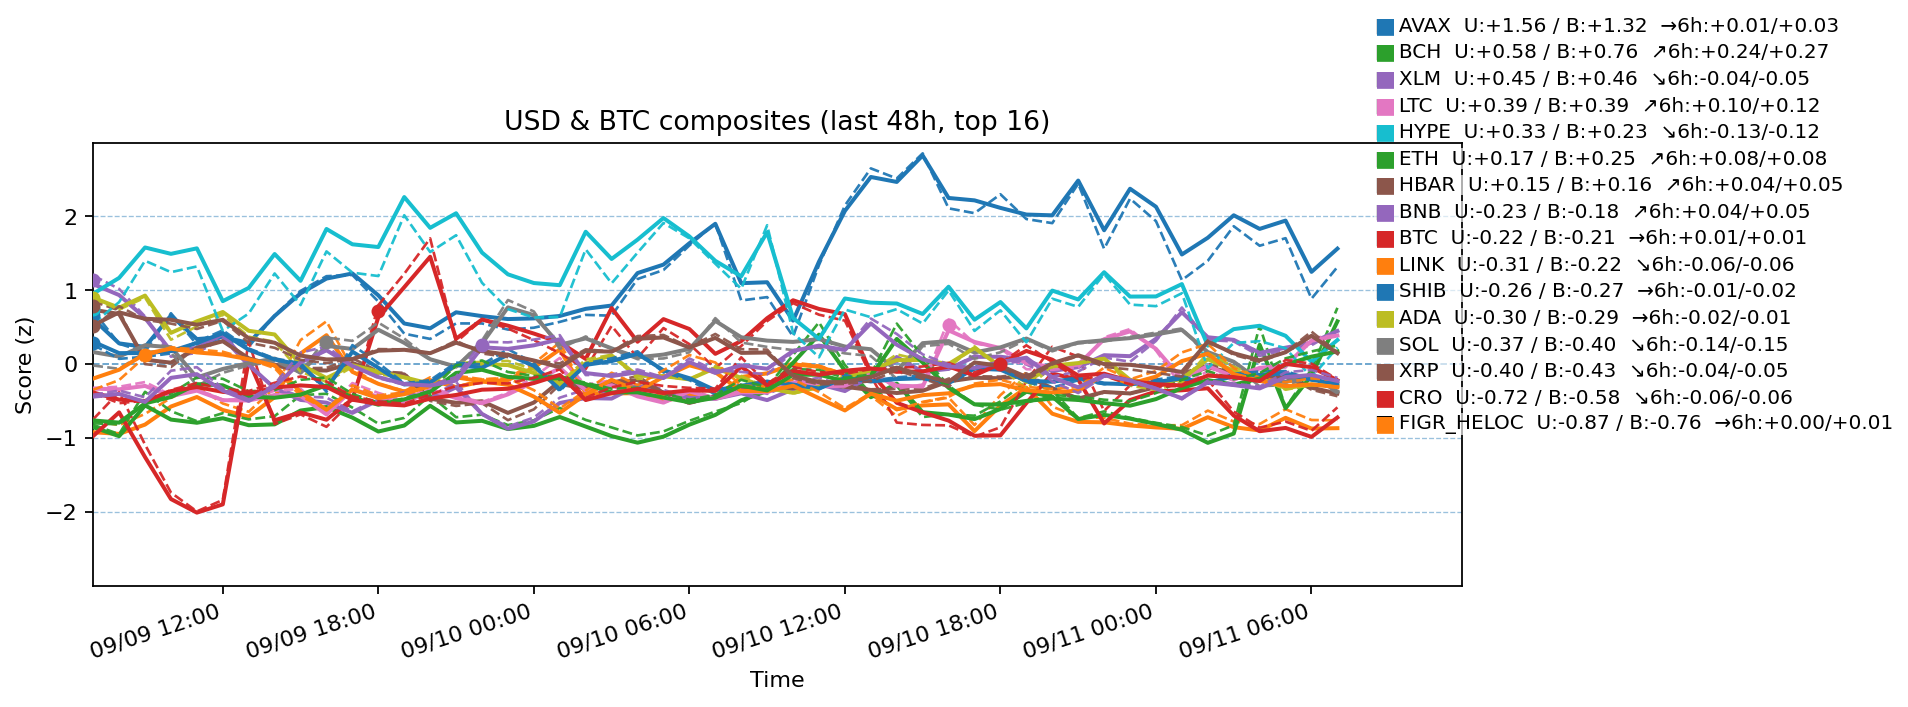 AVAX U:+1.56 / B:+1.32 →6h:+0.01/+0.03
BCH U:+0.58 / B:+0.76 ↗6h:+0.24/+0.27
XLM U:+0.45 / B:+0.46 ↘6h:-0.04/-0.05
LTC U:+0.39 / B:+0.39 ↗6h:+0.10/+0.12
HYPE U:+0.33 / B:+0.23 ↘6h:-0.13/-0.12
ETH U:+0.17 / B:+0.25 ↗6h:+0.08/+0.08
HBAR U:+0.15 / B:+0.16 ↗6h:+0.04/+0.05
BNB U:-0.23 / B:-0.18 ↗6h:+0.04/+0.05
BTC U:-0.22 / B:-0.21 →6h:+0.01/+0.01
LINK U:-0.31 / B:-0.22 ↘6h:-0.06/-0.06
SHIB U:-0.26 / B:-0.27 →6h:-0.01/-0.02
ADA U:-0.30 / B:-0.29 →6h:-0.02/-0.01
SOL U:-0.37 / B:-0.40 ↘6h:-0.14/-0.15
XRP U:-0.40 / B:-0.43 ↘6h:-0.04/-0.05
CRO U:-0.72 / B:-0.58 ↘6h:-0.06/-0.06
FIGR_HELOC U:-0.87 / B:-0.76 →6h:+0.00/+0.01
USD & BTC composites (last 48h, top 16)
Score (z)
2
1
0
−1
−2
09/09 12:00
09/09 18:00
09/10 00:00
09/10 06:00
09/10 12:00
09/10 18:00
09/11 00:00
09/11 06:00
Time